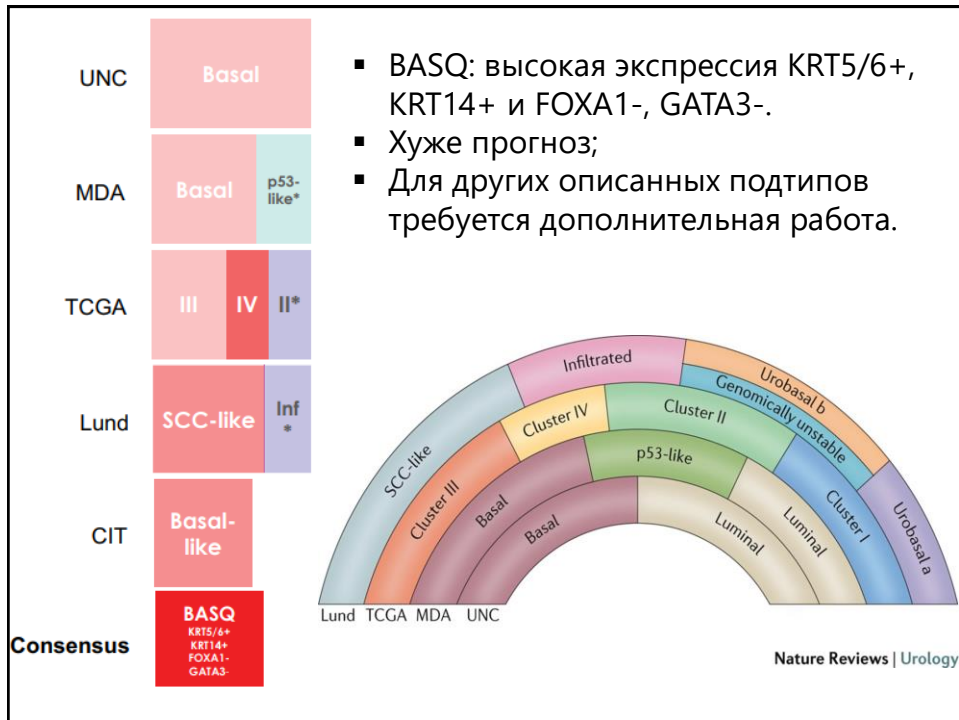 UNC
Basal
MDA
Basal
p53-
like*
TCGA
III
IV
II*
Lund
SCC-like
Inf
*
CIT
Basal-
like
Consensus
BASQ
KRT5/6+
KRT14+
FOXA1-
GATA3-
▪ BASQ: высокая экспрессия KRT5/6+,
KRT14+ и FOXA1-, GATA3-.
▪ Хуже прогноз;
▪ Для других описанных подтипов
требуется дополнительная работа.
SCC-like
Infiltrated
Urobasal b
Genomically unstable
Urobasal a
Cluster III
Cluster IV
Cluster II
Cluster I
Basal
p53-like
Luminal
Basal
Luminal
Lund TCGA MDA UNC
Nature Reviews | Urology